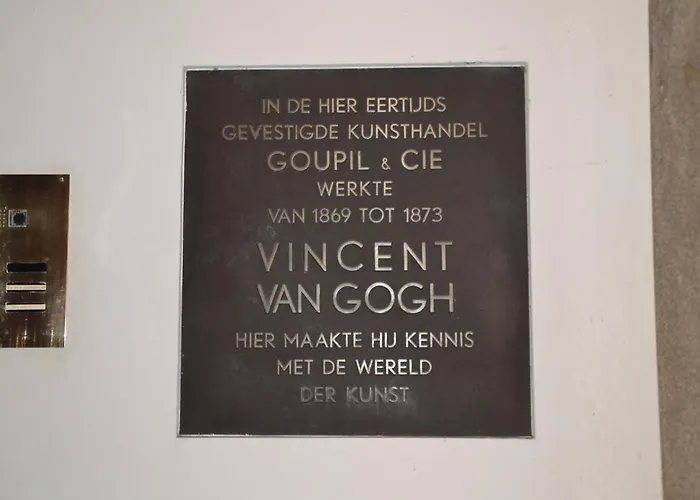 IN DE HIER EERTIJDS
GEVESTIGDE KUNSTHANDEL
GOUPIL & CIE
WERKTE
VAN 1869 TOT 1873
VINCENT
VAN GOGH
HIER MAAKTE HIJ KENNIS
MET DE WERELD
DER KUNST